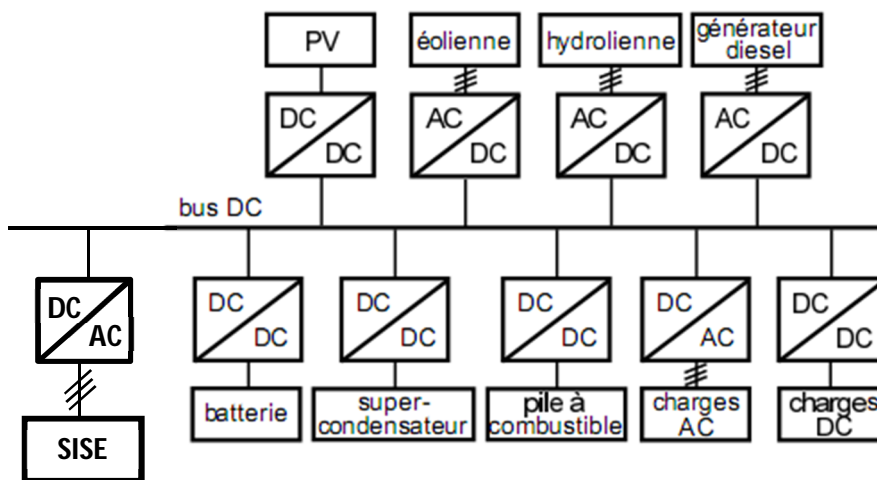 PV
éolienne
hydrolienne
générateur
diesel
DC
DC
AC
DC
AC
DC
AC
DC
bus DC
DC
AC
DC
DC
DC
DC
DC
DC
DC
AC
DC
DC
SISE
batterie
super-
condensateur
pile à
combustible
charges
AC
charges
DC